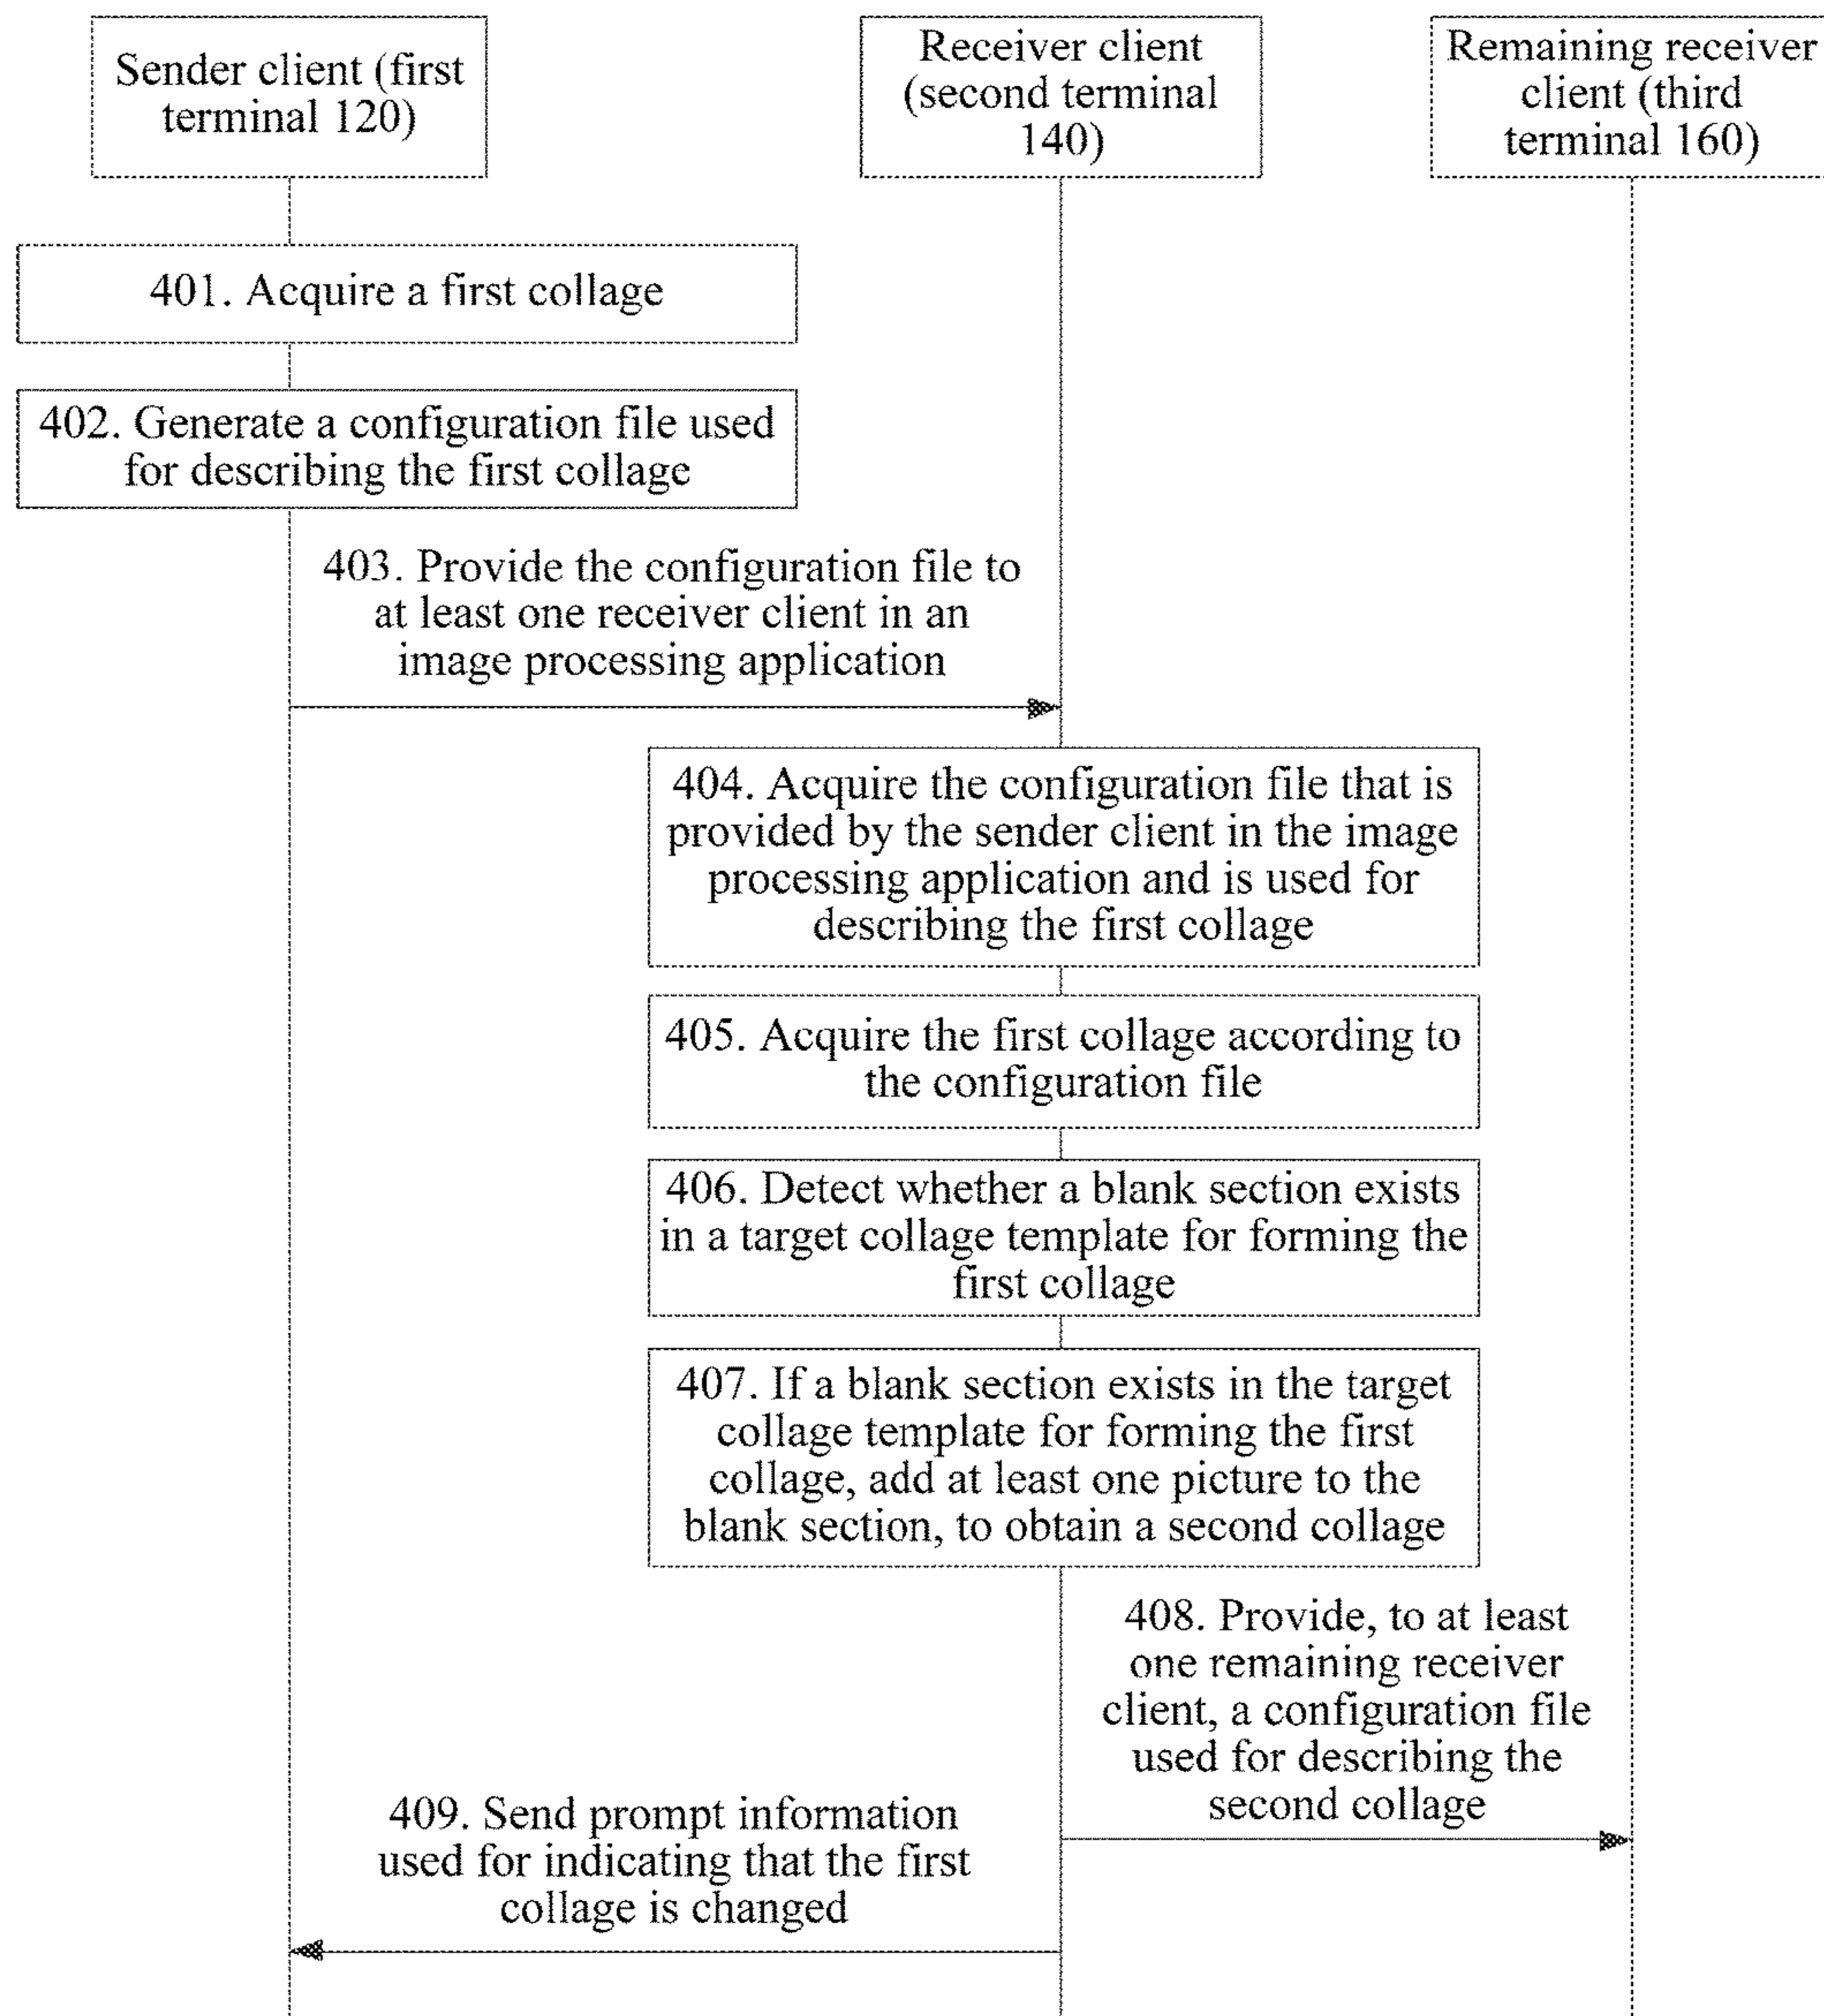 Sender client (first
terminal 120)
Receiver client
(second terminal
140)
Remaining receiver
client (third
terminal 160)
401. Acquire a first collage
402. Generate a configuration file used
for describing the first collage
403. Provide the configuration file to
at least one receiver client in an
image processing application
404. Acquire the configuration file that is
provided by the sender client in the image
processing application and is used for
describing the first collage
405. Acquire the first collage according to
the configuration file
406. Detect whether a blank section exists
in a target collage template for forming the
first collage
407. If a blank section exists in the target
collage template for forming the first
collage, add at least one picture to the
blank section, to obtain a second collage
408. Provide, to at least
one remaining receiver
client, a configuration file
used for describing the
second collage
409. Send prompt information
used for indicating that the first
collage is changed